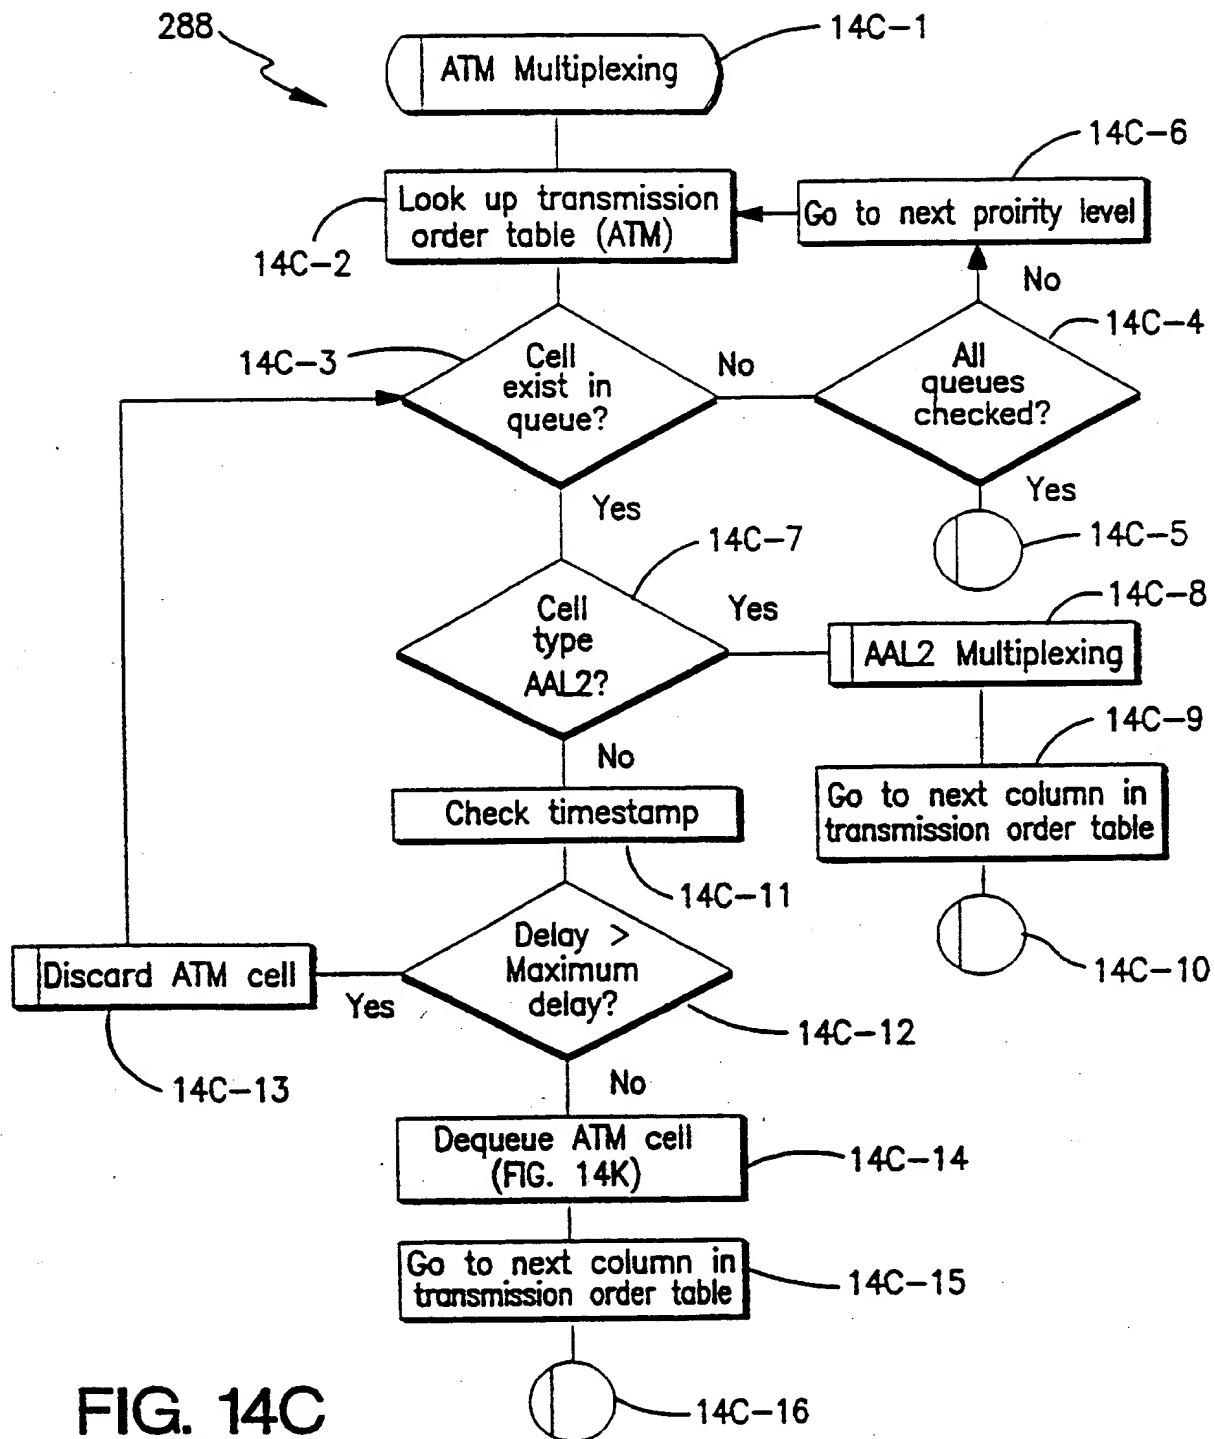 288
14C-1
ATM Multiplexing
14C-6
Look up transmission
order table (ATM)
Go to next proirity level
14C-2
No
14C-4
14C-3
Cell
exist in
queue?
No
All
queues
checked?
Yes
Yes
14C-5
14C-7
14C-8
Cell
type
AAL2?
Yes
AAL2 Multiplexing
14C-9
No
Go to next column in
transmission order table
Check timestamp
14C-11
14C-10
Delay >
Maximum
delay?
Discard ATM cell
Yes
14C-12
14C-13
No
Dequeue ATM cell
(FIG. 14K)
14C-14
Go to next column in
transmission order table
14C-15
14C-16
FIG. 14C